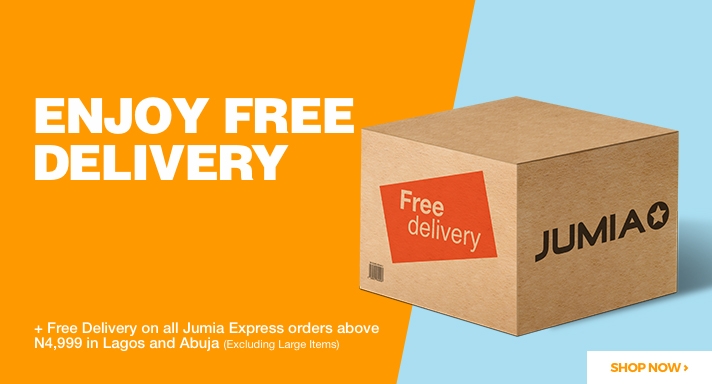 ENJOY FREE
DELIVERY
Free
delivery
JUMIA
+ Free Delivery on all Jumia Express orders above
N4,999 in Lagos and Abuja (Excluding Large Items)
SHOP NOW ›